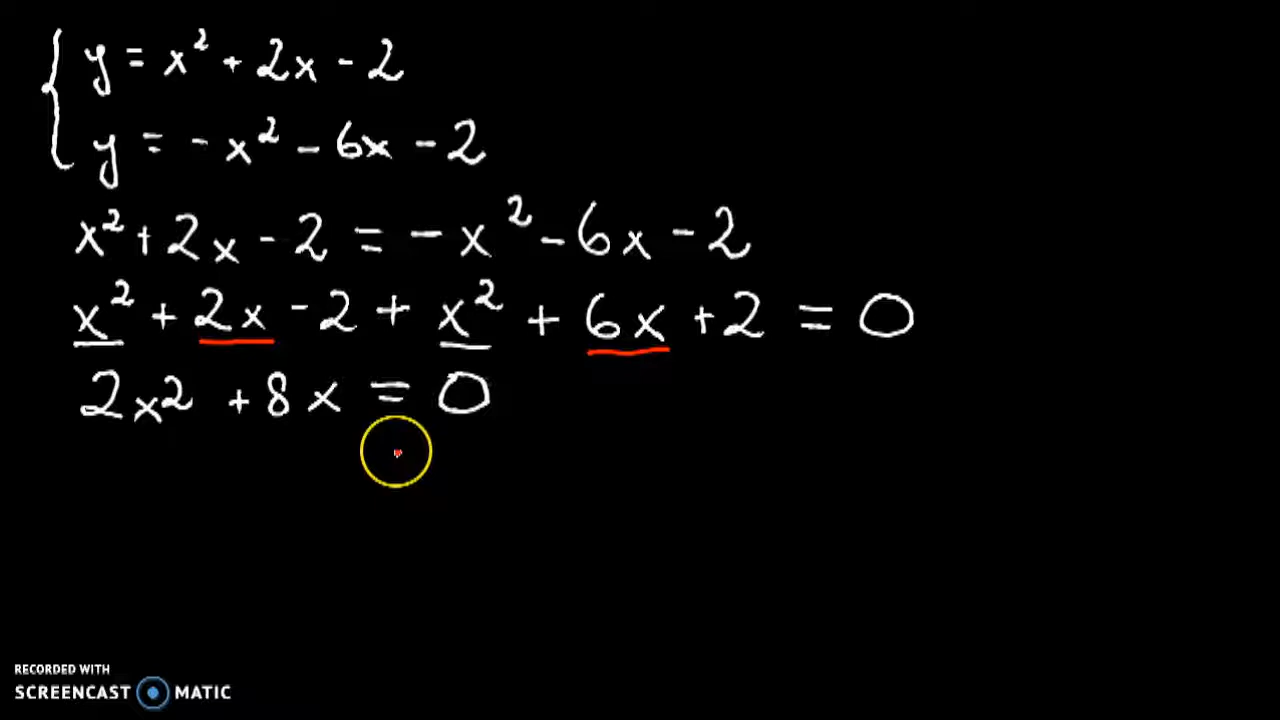 y = x² + 2x - 2
y = - x² - 6x - 2
x² + 2x - 2 = - x² - 6x - 2
x² + 2x - 2 + x² + 6x + 2 = 0
2x² + 8x = 0
RECORDED WITH
SCREENCAST MATIC